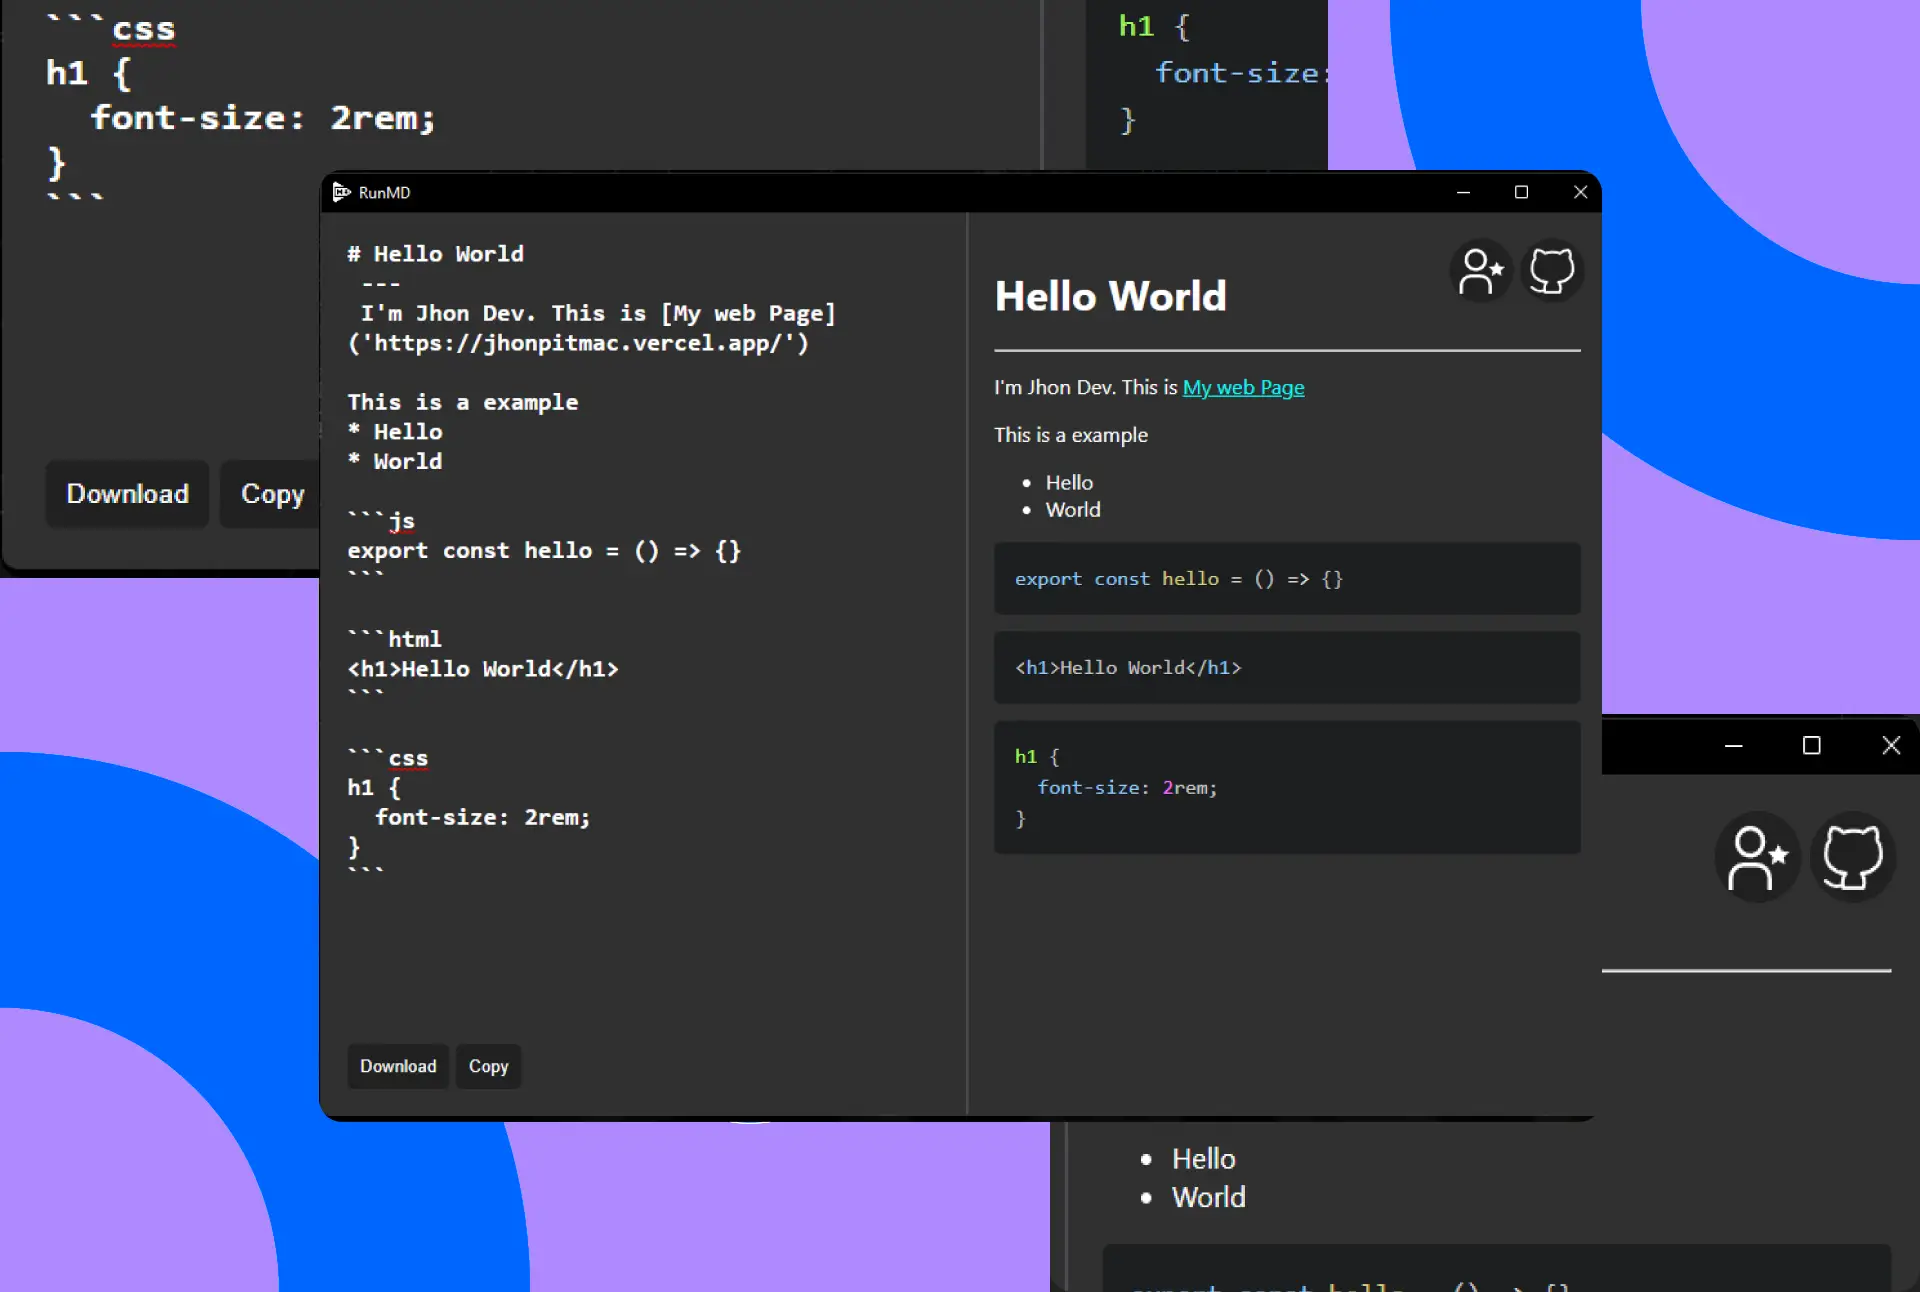 ```css
h1 {
font-size: 2rem;
}
```
Download Copy
h1 {
font-size:
}
RunMD
# Hello World
---
I'm Jhon Dev. This is [My web Page]
('https://jhonpitmac.vercel.app/')
This is a example
* Hello
* World
```js
export const hello = () => {}
```
```html
<h1>Hello World</h1>
```
```css
h1 {
font-size: 2rem;
}
```
Download Copy
Hello World
I'm Jhon Dev. This is My web Page
This is a example
• Hello
• World
export const hello = () => {}
<h1>Hello World</h1>
h1 {
font-size: 2rem;
}
• Hello
• World
export const hello = () => {}